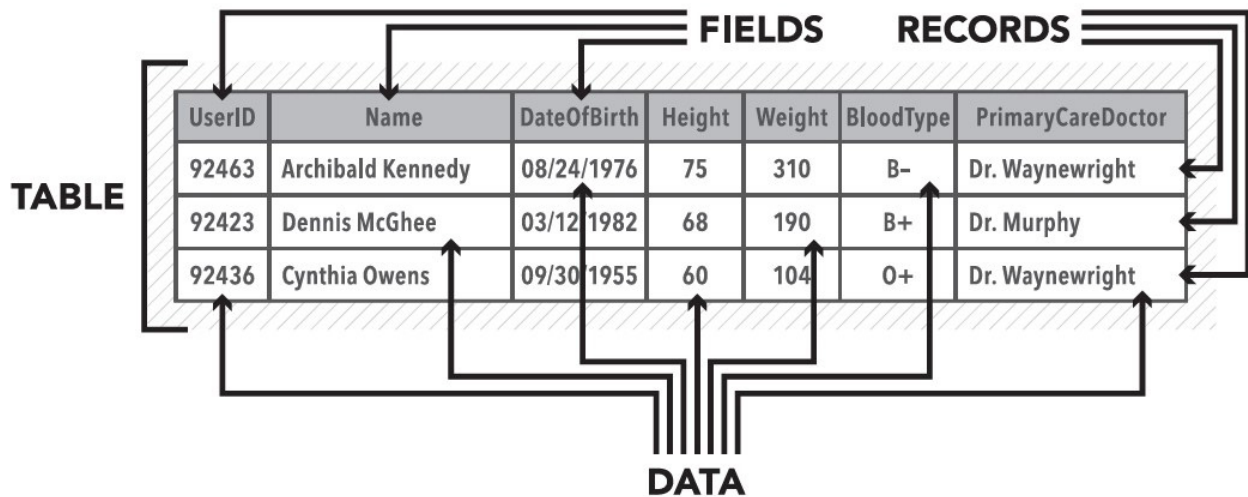 FIELDS RECORDS
TABLE
UserID Name DateOfBirth Height Weight BloodType PrimaryCareDoctor
92463 Archibald Kennedy 08/24/1976 75 310 B– Dr. Waynewright
92423 Dennis McGhee 03/12/1982 68 190 B+ Dr. Murphy
92436 Cynthia Owens 09/30/1955 60 104 O+ Dr. Waynewright
DATA